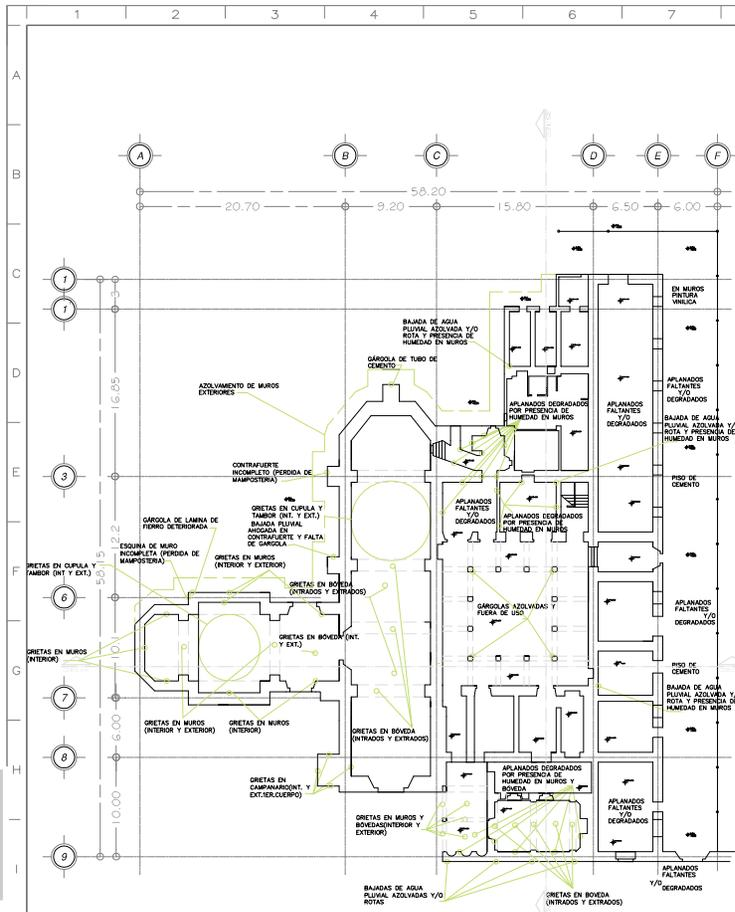 1 2 3 4 5 6 7
A
B
C
D
E
F
G
H
I
A B C D E F
58.20
20.70 9.20 15.80 6.50 6.00
1
1
3
6
7
8
9
3
16.85
58.15
2.2
10.1
6.00
10.00
EN MUROS
PINTURA
VINILICA
BAJADA DE AGUA
PLUVIAL AZOLVADA Y/O
ROTA Y PRESENCIA DE
HUMEDAD EN MUROS
GÁRGOLA DE TUBO DE
CEMENTO
AZOLVAMIENTO DE MUROS
EXTERIORES
APLANADOS DEGRADADOS
POR PRESENCIA DE
HUMEDAD EN MUROS
APLANADOS
FALTANTES
Y/O
DEGRADADOS
APLANADOS
FALTANTES
Y/O
DEGRADADOS
BAJADA DE AGUA
PLUVIAL AZOLVADA Y/
ROTA Y PRESENCIA DE
HUMEDAD EN MUROS
CONTRAFUERTE
INCOMPLETO (PERDIDA DE
MAMPOSTERIA)
PISO DE
CEMENTO
GRIETAS EN CUPULA Y
TAMBOR (INT. Y EXT.)
BAJADA PLUVIAL
AHOGADA EN
CONTRAFUERTE Y FALTA
DE GARGOLA
APLANADOS
FALTANTES
Y/O
DEGRADADOS
APLANADOS DEGRADADOS
POR PRESENCIA DE
HUMEDAD EN MUROS
GÁRGOLA DE LAMINA DE
FIERRO DETERIORADA
ESQUINA DE MURO
INCOMPLETA (PERDIDA DE
MAMPOSTERIA)
GRIETAS EN MUROS
(INTERIOR Y EXTERIOR)
GRIETAS EN CUPULA Y
TAMBOR (INT Y EXT.)
GRIETAS EN BÓVEDA
(INTRADOS Y EXTRADOS)
GÁRGOLAS AZOLVADAS Y
FUERA DE USO
APLANADOS
FALTANTES
Y/O
DEGRADADOS
GRIETAS EN BÓVEDA (INT.
Y EXT.)
GRIETAS EN MUROS
(INTERIOR)
PISO DE
CEMENTO
BAJADA DE AGUA
PLUVIAL AZOLVADA Y/
ROTA Y PRESENCIA DE
HUMEDAD EN MUROS
GRIETAS EN MUROS
(INTERIOR Y EXTERIOR)
GRIETAS EN MUROS
(INTERIOR)
GRIETAS EN BÓVEDA
(INTRADOS Y EXTRADOS)
GRIETAS EN
CAMPANARIO(INT. Y
EXT.1ER.CUERPO)
APLANADOS DEGRADADOS
POR PRESENCIA DE
HUMEDAD EN MUROS Y
BÓVEDA
APLANADOS
FALTANTES
Y/O
DEGRADADOS
GRIETAS EN MUROS Y
BÓVEDAS(INTERIOR Y
EXTERIOR)
APLANADOS
FALTANTES
Y/O DEGRADADOS
BAJADAS DE AGUA
PLUVIAL AZOLVADAS Y/O
ROTAS
GRIETAS EN BOVEDA
(INTRADOS Y EXTRADOS)